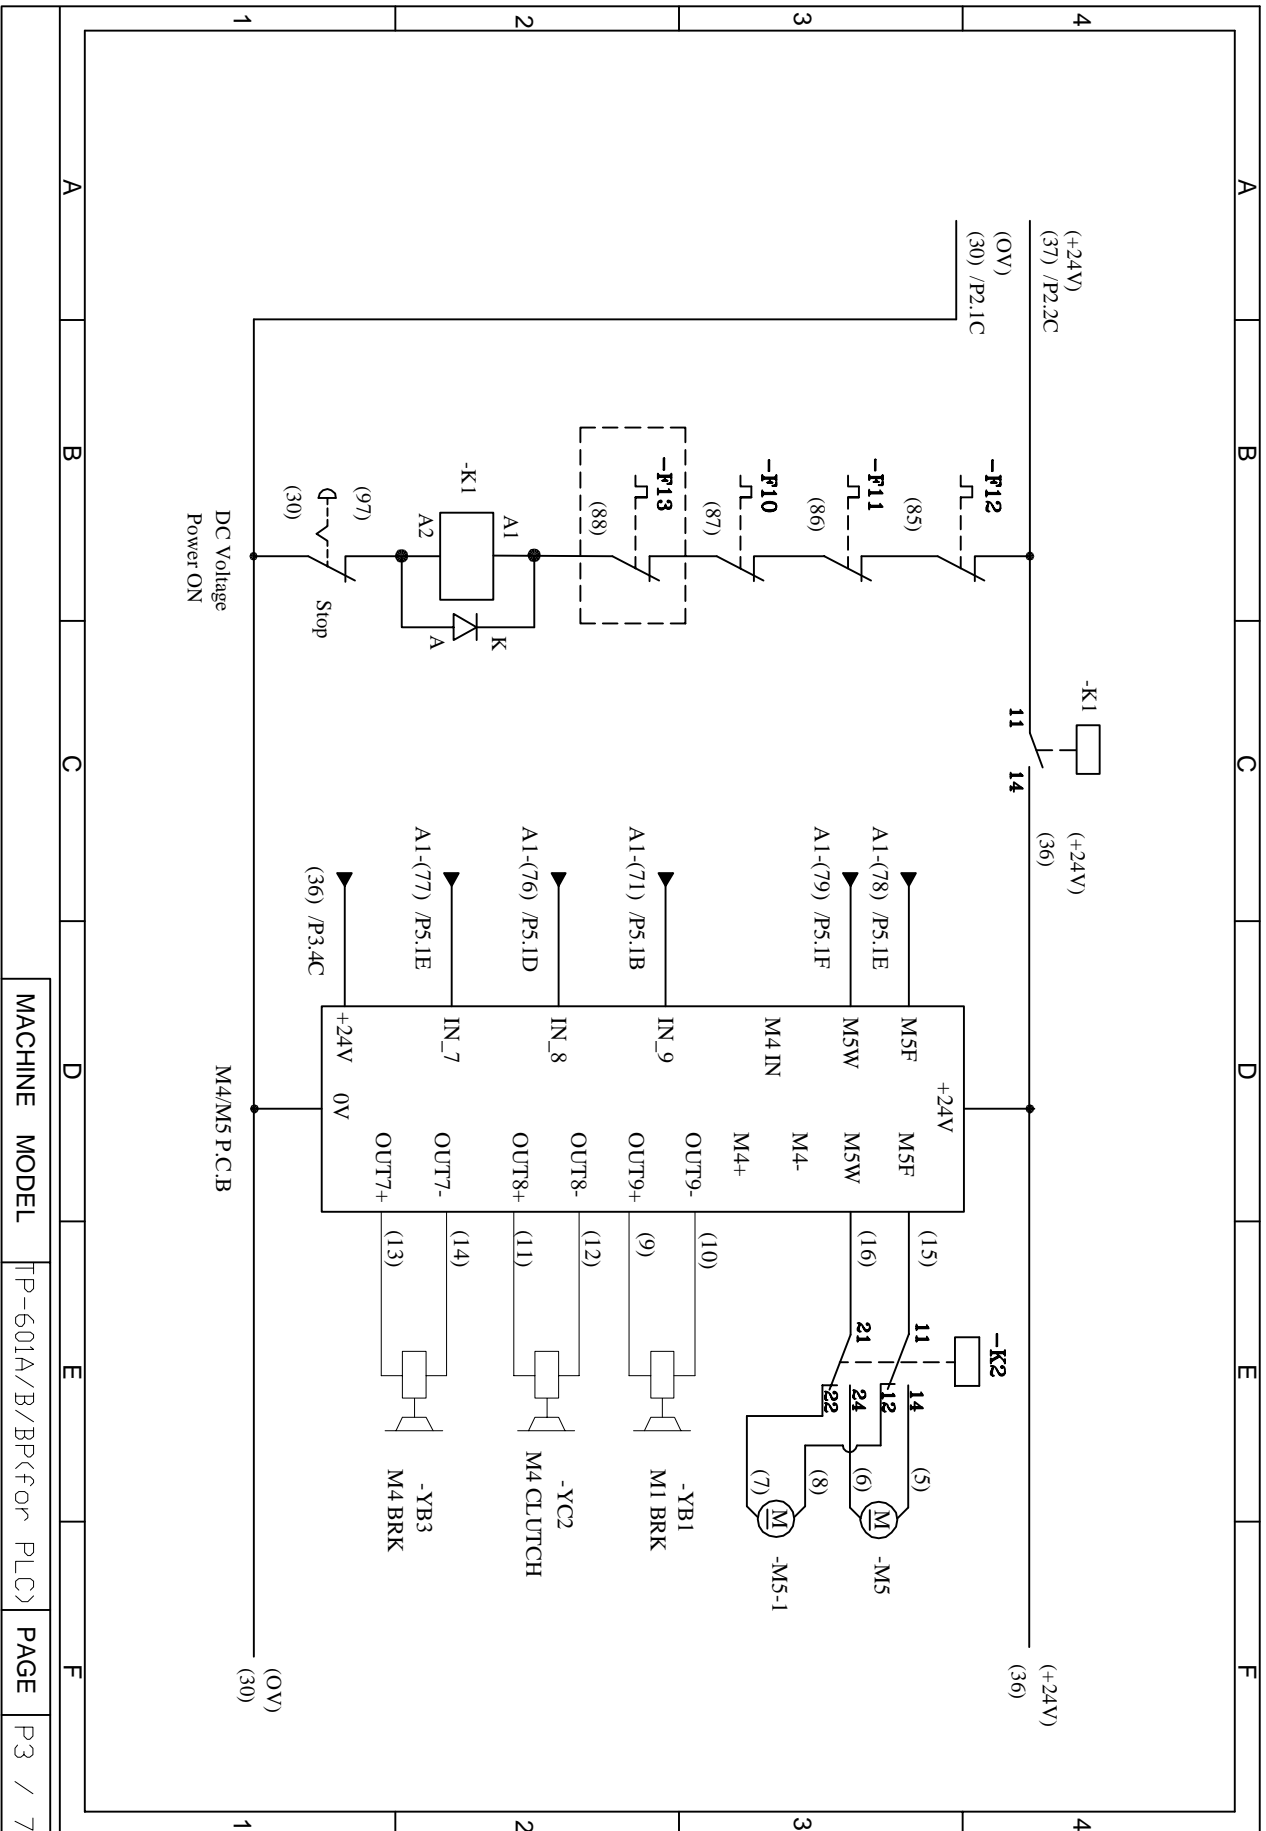 A
B
C
D
E
F
4
4
3
3
2
2
1
1
(+24V)
(37) /P2.2C
(OV)
(30) /P2.1C
-K1
11
14
(+24V)
(36)
(+24V)
(36)
-F12
(85)
-F11
(86)
-F10
(87)
-F13
(88)
-K1
A1
A2
K
A
(97)
(30)
Stop
DC Voltage
Power ON
A1-(78) /P5.1E
A1-(79) /P5.1F
A1-(71) /P5.1B
A1-(76) /P5.1D
A1-(77) /P5.1E
(36) /P3.4C
+24V
M5F
M5W
M4 IN
IN_9
IN_8
IN_7
+24V
0V
M5F
M5W
M4-
M4+
OUT9-
OUT9+
OUT8-
OUT8+
OUT7-
OUT7+
M4/M5 P.C.B
(15)
(16)
(10)
(9)
(12)
(11)
(14)
(13)
-K2
11
14
12
21
24
22
(5)
(6)
(8)
(7)
M
-M5
M
-M5-1
-YB1
M1 BRK
-YC2
M4 CLUTCH
-YB3
M4 BRK
(OV)
(30)
A
B
C
D
E
F
MACHINE MODEL
TP-601A/B/BP(for PLC)
PAGE
P3 / 7